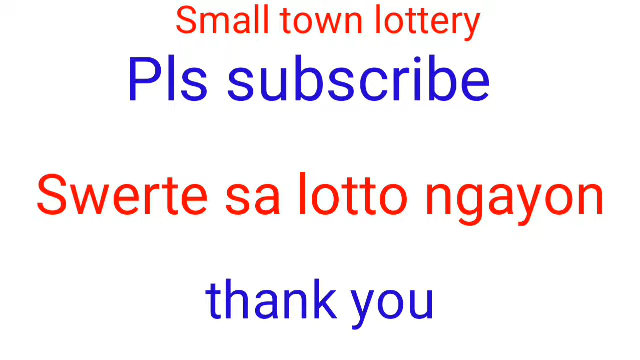 Small town lottery
Pls subscribe
Swerte sa lotto ngayon
thank you